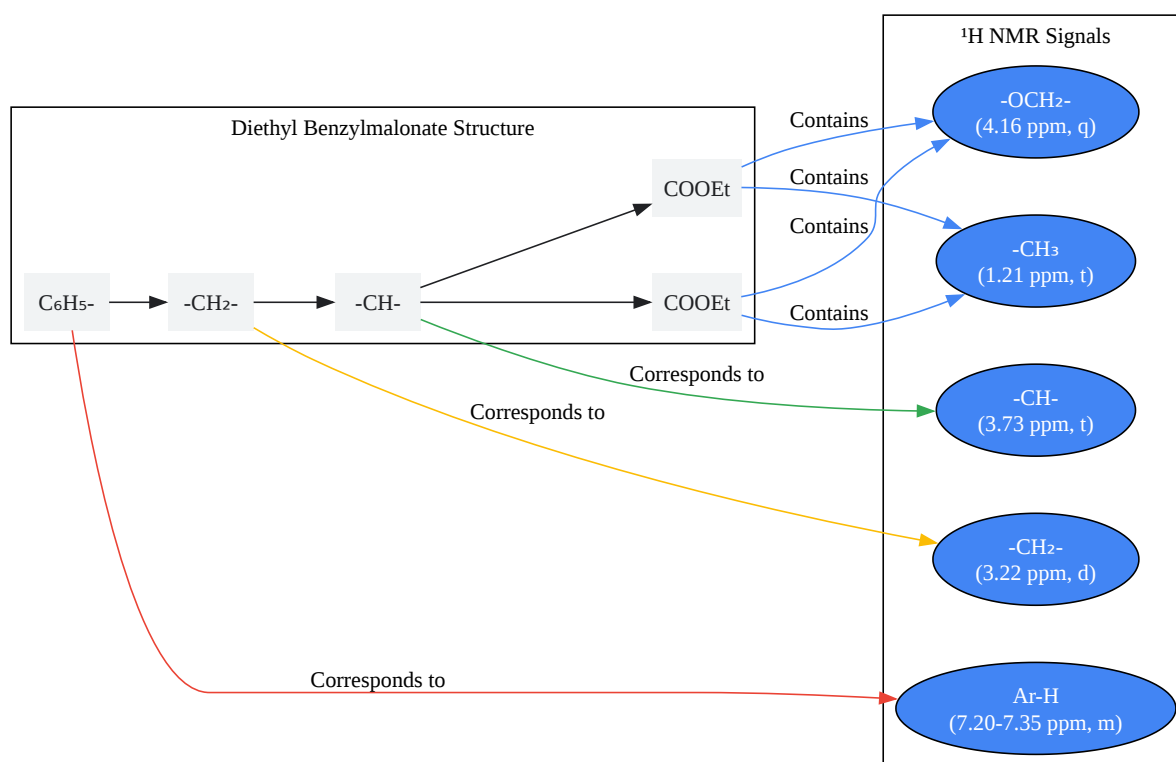 ¹H NMR Signals
-OCH₂-
(4.16 ppm, q)
Contains
Diethyl Benzylmalonate Structure
COOEt
Contains
Contains
-CH₃
(1.21 ppm, t)
C₆H₅-
-CH₂-
-CH-
COOEt
Contains
Corresponds to
-CH-
(3.73 ppm, t)
Corresponds to
-CH₂-
(3.22 ppm, d)
Corresponds to
Ar-H
(7.20-7.35 ppm, m)